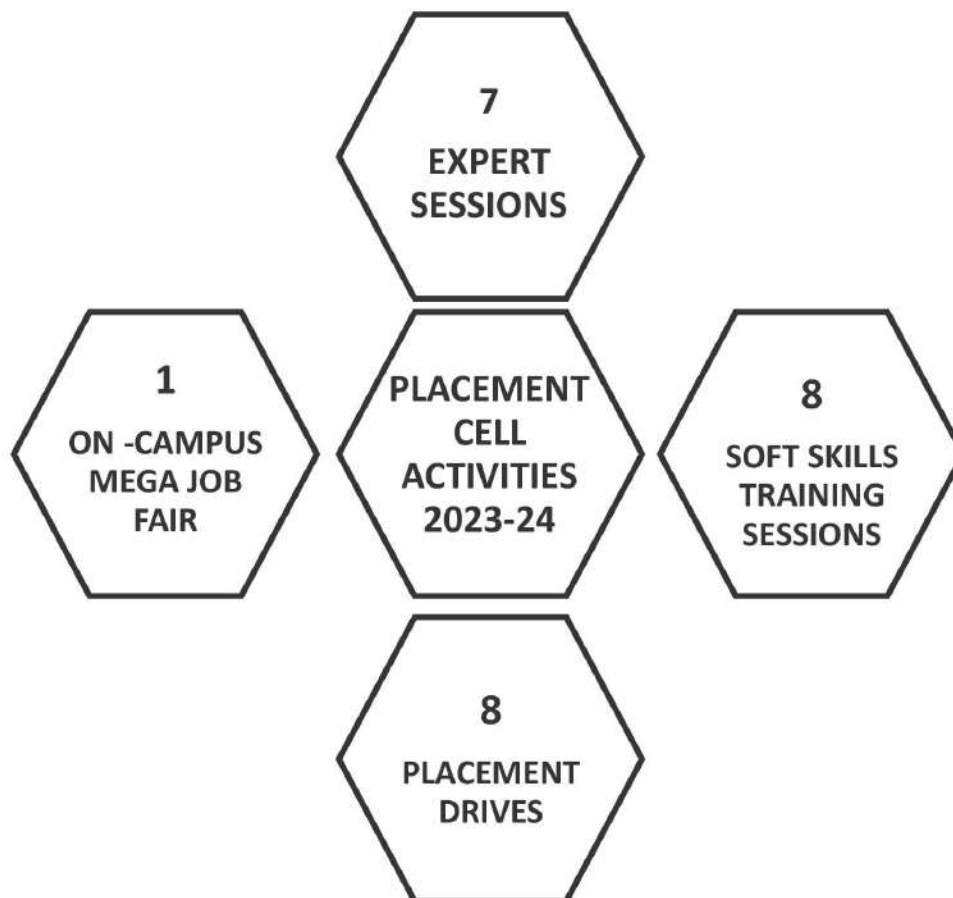 7
EXPERT
SESSIONS
1
ON -CAMPUS
MEGA JOB
FAIR
PLACEMENT
CELL
ACTIVITIES
2023-24
8
SOFT SKILLS
TRAINING
SESSIONS
8
PLACEMENT
DRIVES